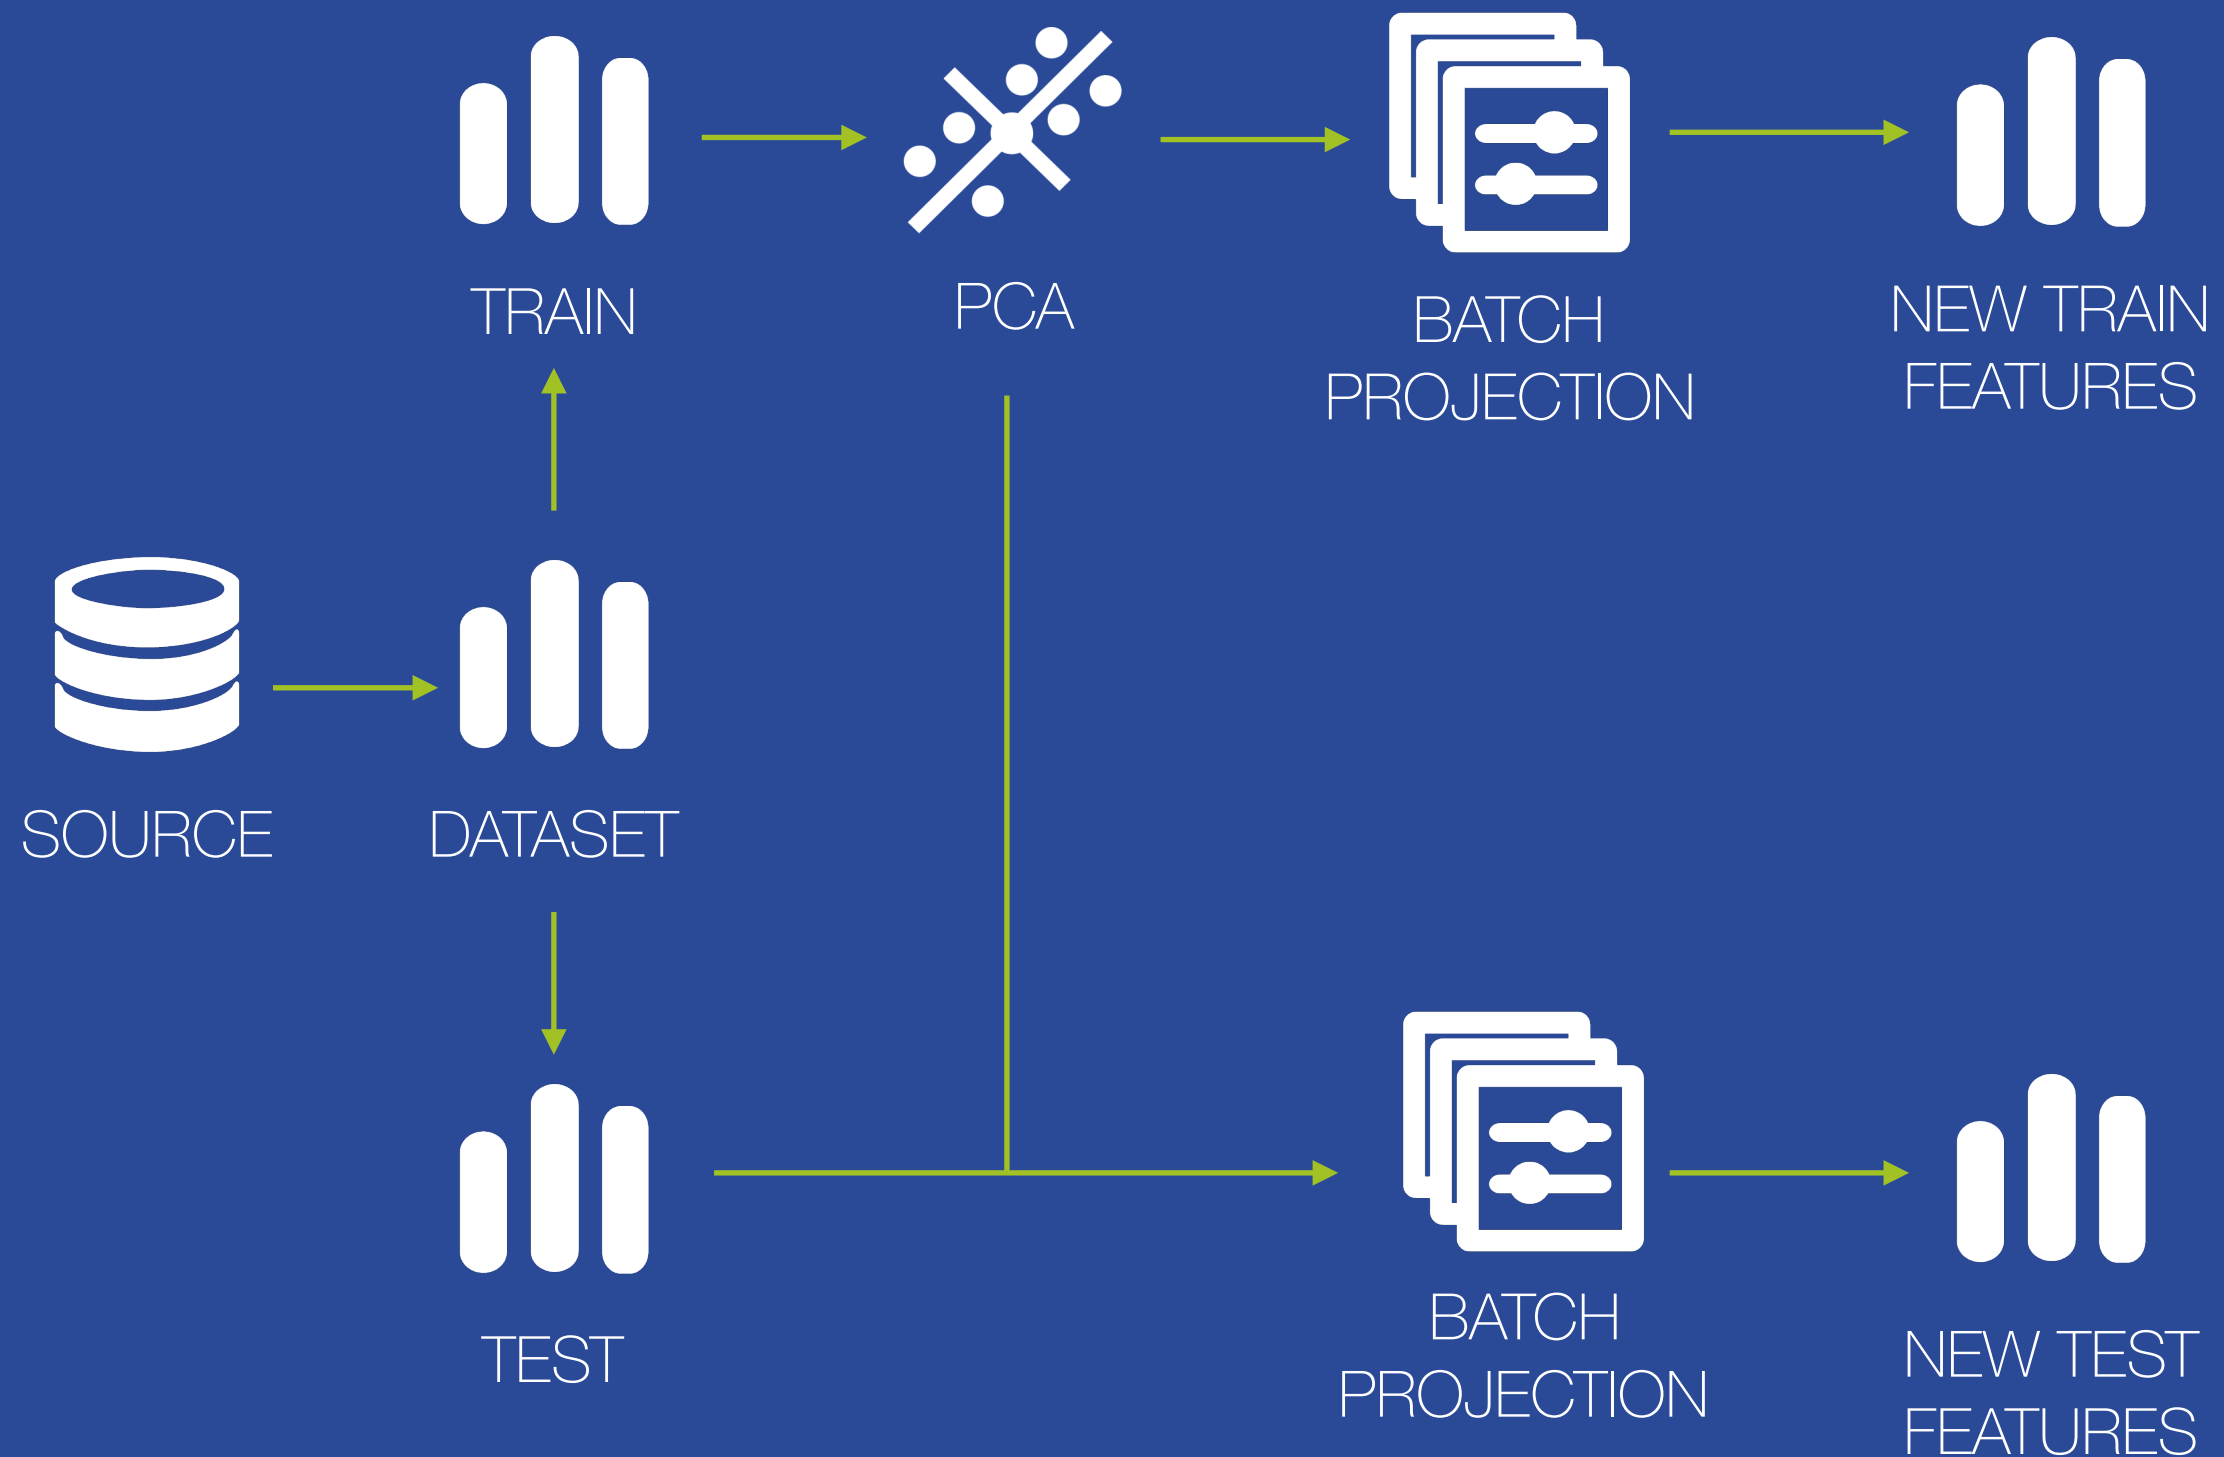 TRAIN
PCA
BATCH
PROJECTION
NEW TRAIN
FEATURES
SOURCE
DATASET
TEST
BATCH
PROJECTION
NEW TEST
FEATURES